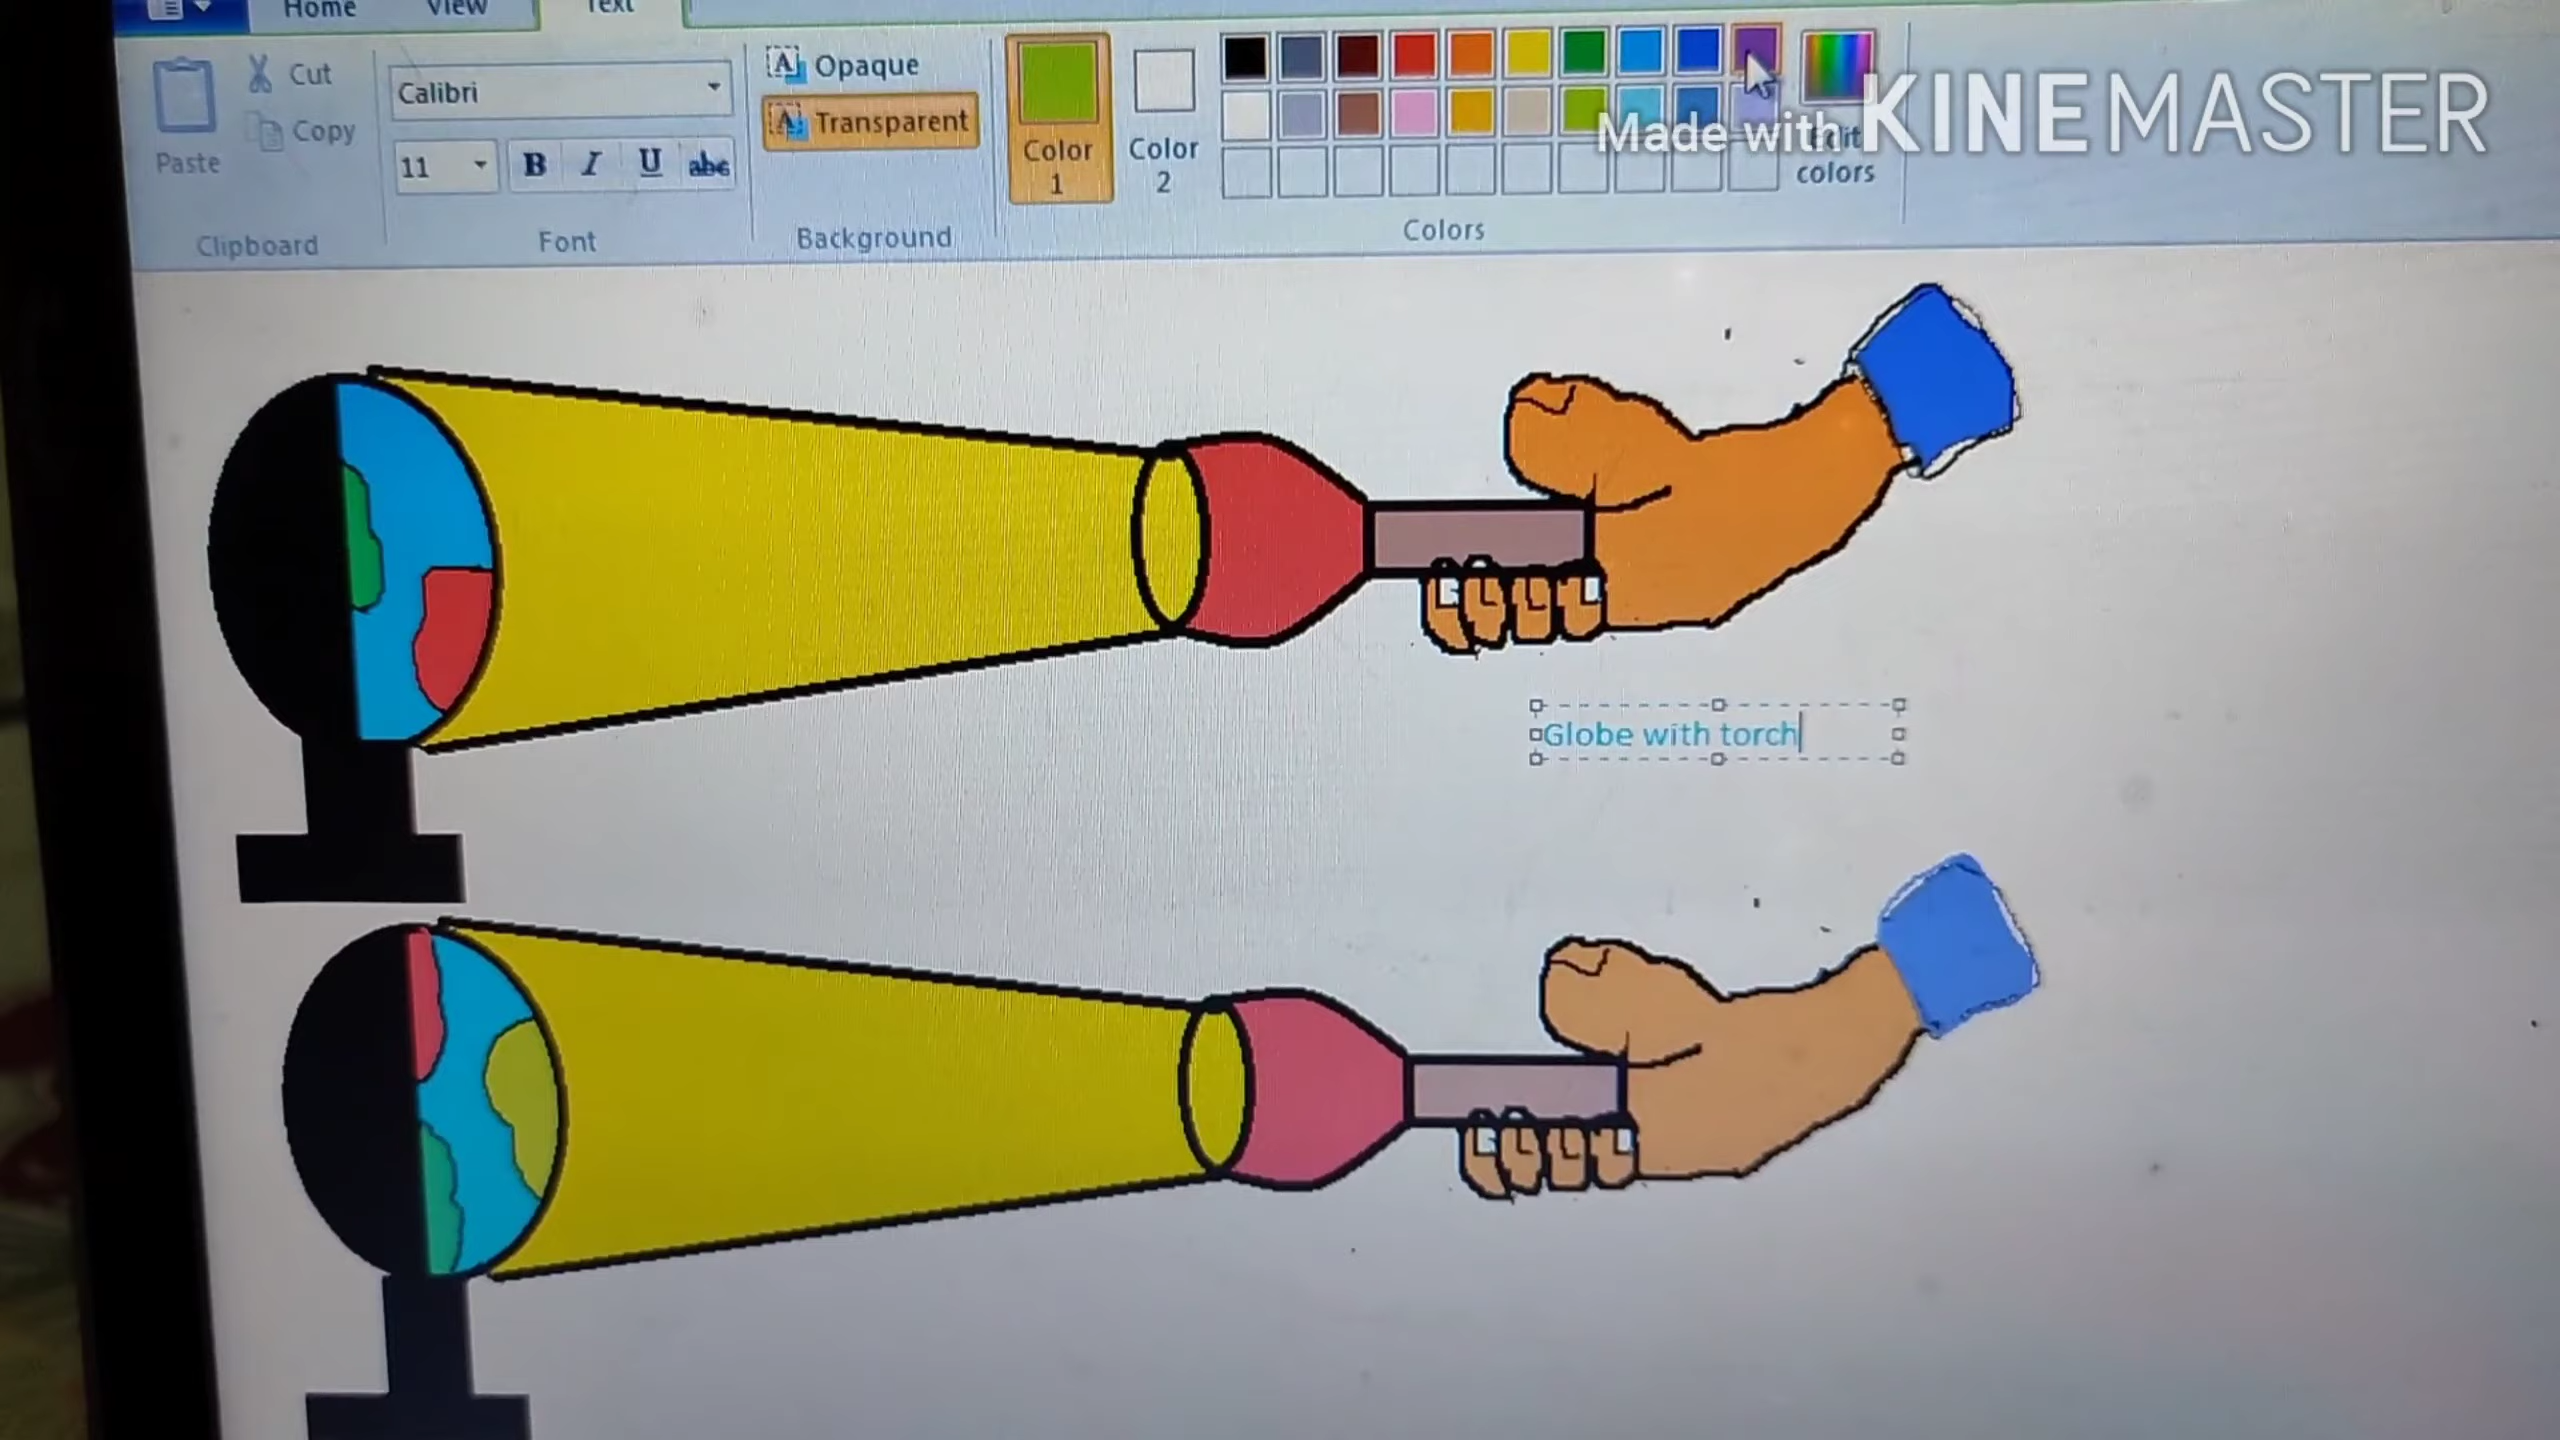 Home View Text
Cut
Copy
Paste
Clipboard
Calibri
11 B I U abc
Font
A Opaque
A Transparent
Background
Color 1
Color 2
Edit colors
Colors
Made with KINEMASTER
Globe with torch